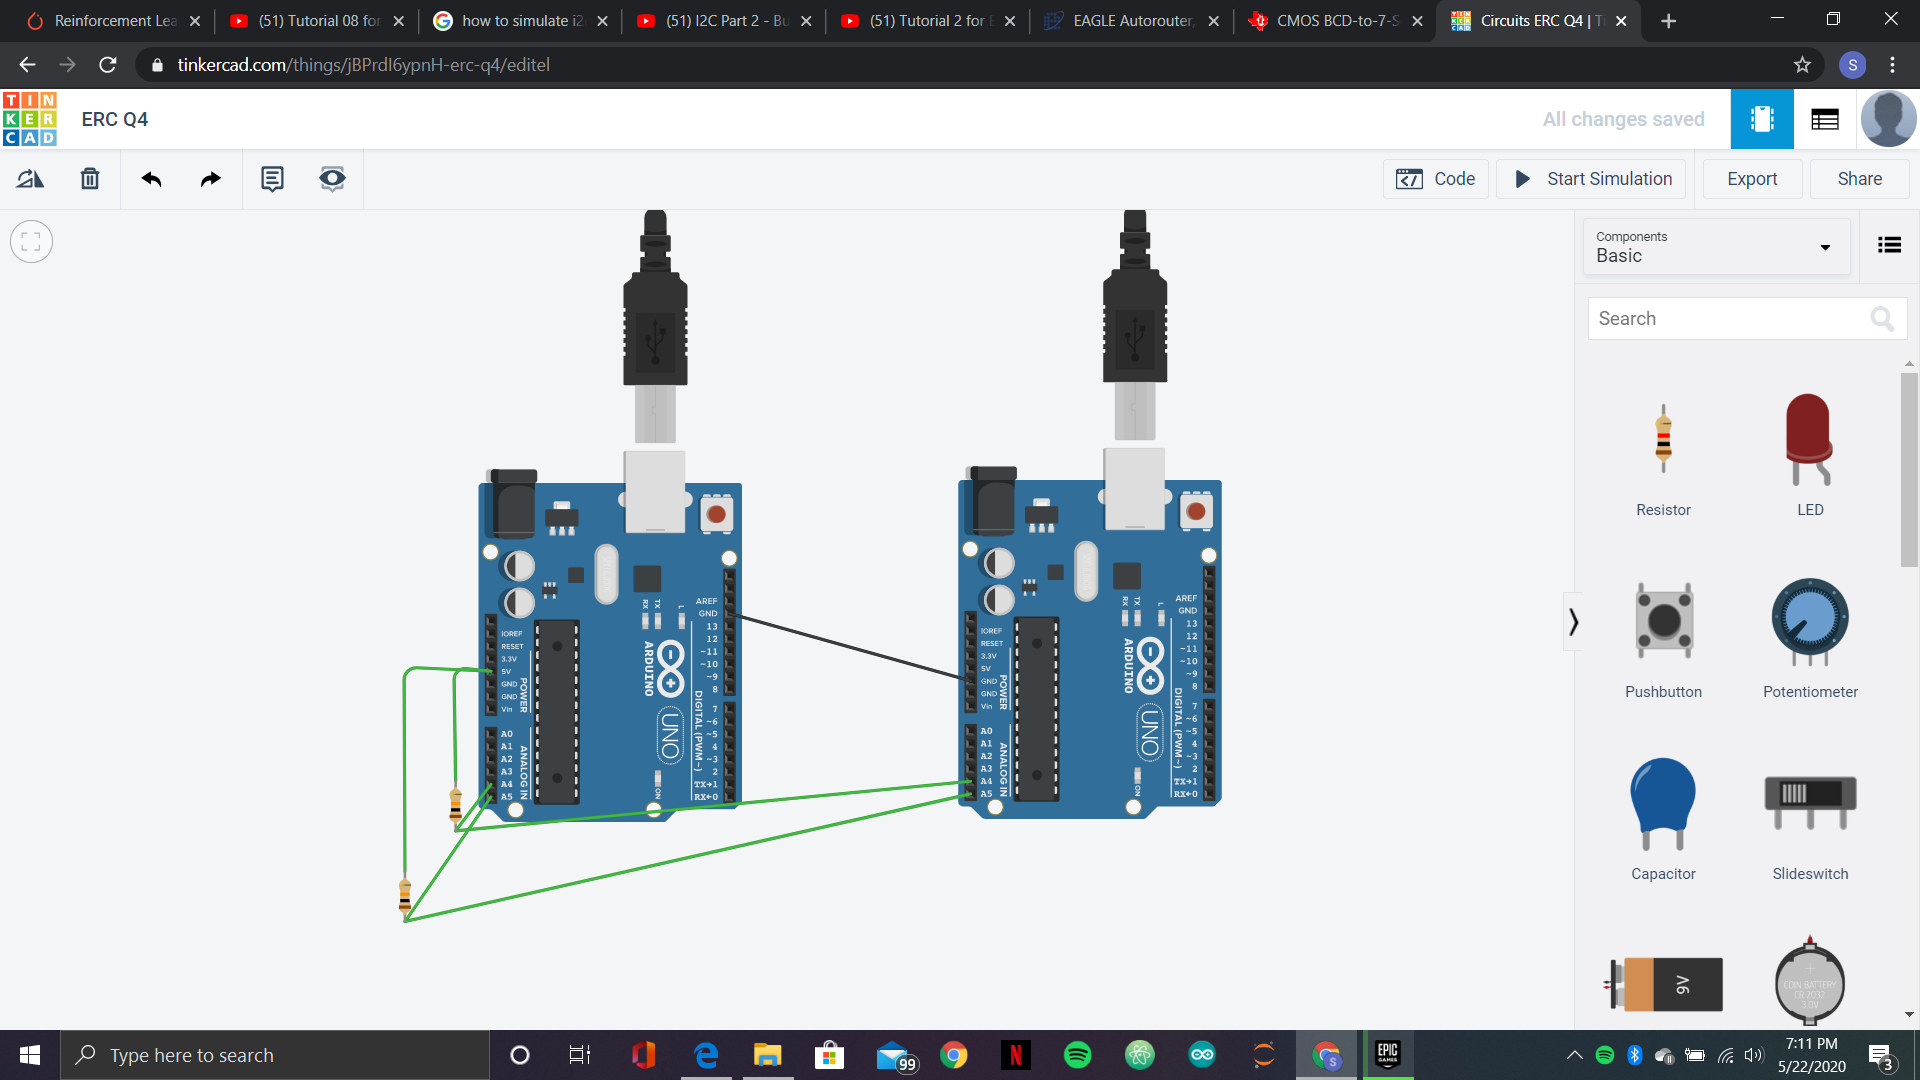 Reinforcement Lea
(51) Tutorial 08 for
how to simulate i2
(51) I2C Part 2 - Bu
(51) Tutorial 2 for E
EAGLE Autorouter,
CMOS BCD-to-7-S
Circuits ERC Q4 | Ti
tinkercad.com/things/jBPrdI6ypnH-erc-q4/editel
S
TIN
KER
CAD
ERC Q4
All changes saved
Code
Start Simulation
Export
Share
Components
Basic
Search
Resistor
LED
Pushbutton
Potentiometer
Capacitor
Slideswitch
9V
COIN BATTERY
CR 2032
3.0V
IOREF
RESET
3.3V
5V
GND
GND
Vin
POWER
A0
A1
A2
A3
A4
A5
ANALOG IN
RX
TX
L
ARDUINO
UNO
ON
AREF
GND
13
12
~11
~10
~9
8
DIGITAL (PWM~)
7
~6
~5
4
~3
2
TX→1
RX←0
IOREF
RESET
3.3V
5V
GND
GND
Vin
POWER
A0
A1
A2
A3
A4
A5
ANALOG IN
RX
TX
L
ARDUINO
UNO
ON
AREF
GND
13
12
~11
~10
~9
8
DIGITAL (PWM~)
7
~6
~5
4
~3
2
TX→1
RX←0
Type here to search
99
N
S
EPIC
GAMES
7:11 PM
5/22/2020
3